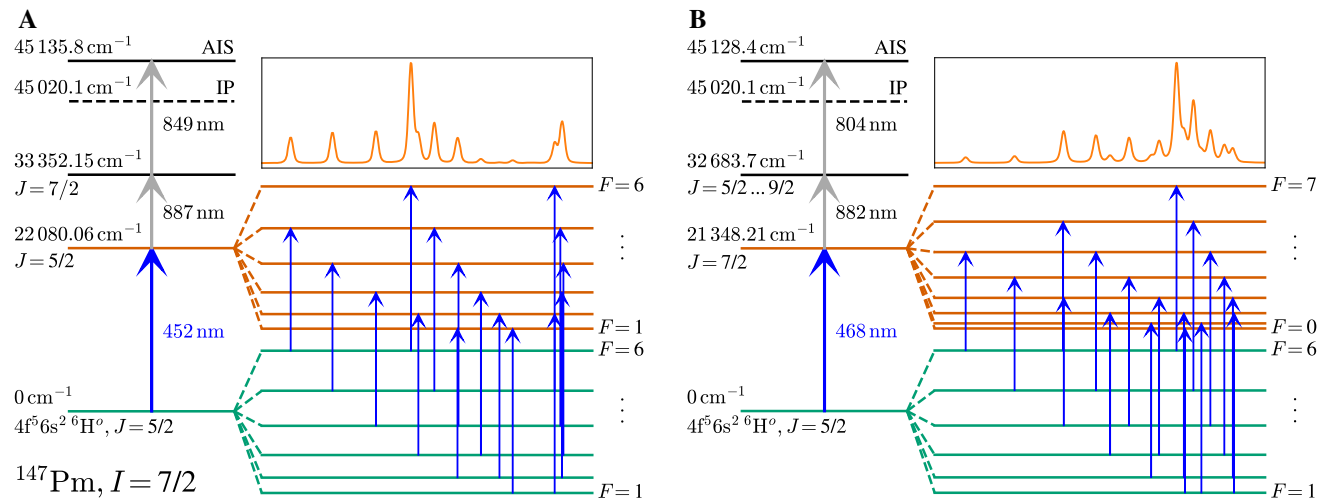 A
45 135.8 cm⁻¹ AIS
45 020.1 cm⁻¹ IP
849 nm
33 352.15 cm⁻¹
J = 7/2
887 nm
22 080.06 cm⁻¹
J = 5/2
452 nm
0 cm⁻¹
4f⁵6s² ⁶Hᵒ, J = 5/2
¹⁴⁷Pm, I = 7/2
F = 6
⋮
F = 1
F = 6
⋮
F = 1
B
45 128.4 cm⁻¹ AIS
45 020.1 cm⁻¹ IP
804 nm
32 683.7 cm⁻¹
J = 5/2 .. 9/2
882 nm
21 348.21 cm⁻¹
J = 7/2
468 nm
0 cm⁻¹
4f⁵6s² ⁶Hᵒ, J = 5/2
F = 7
⋮
F = 0
F = 6
⋮
F = 1